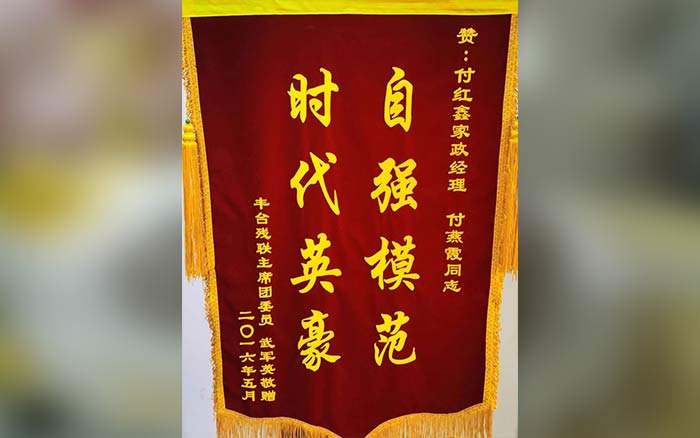 赞：付红鑫家政经理 付燕霞同志
自强模范
时代英豪
丰台残联主席团委员 武军英敬赠
二〇一六年五月